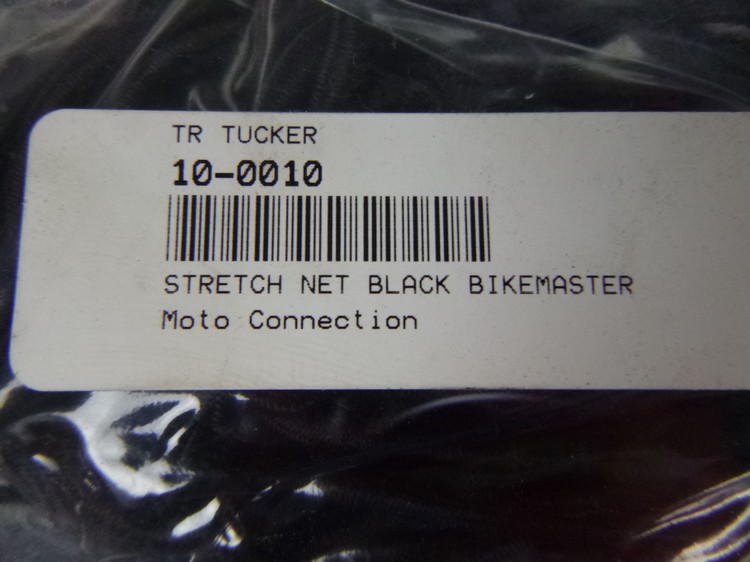 TR TUCKER
10-0010
STRETCH NET BLACK BIKEMASTER
Moto Connection